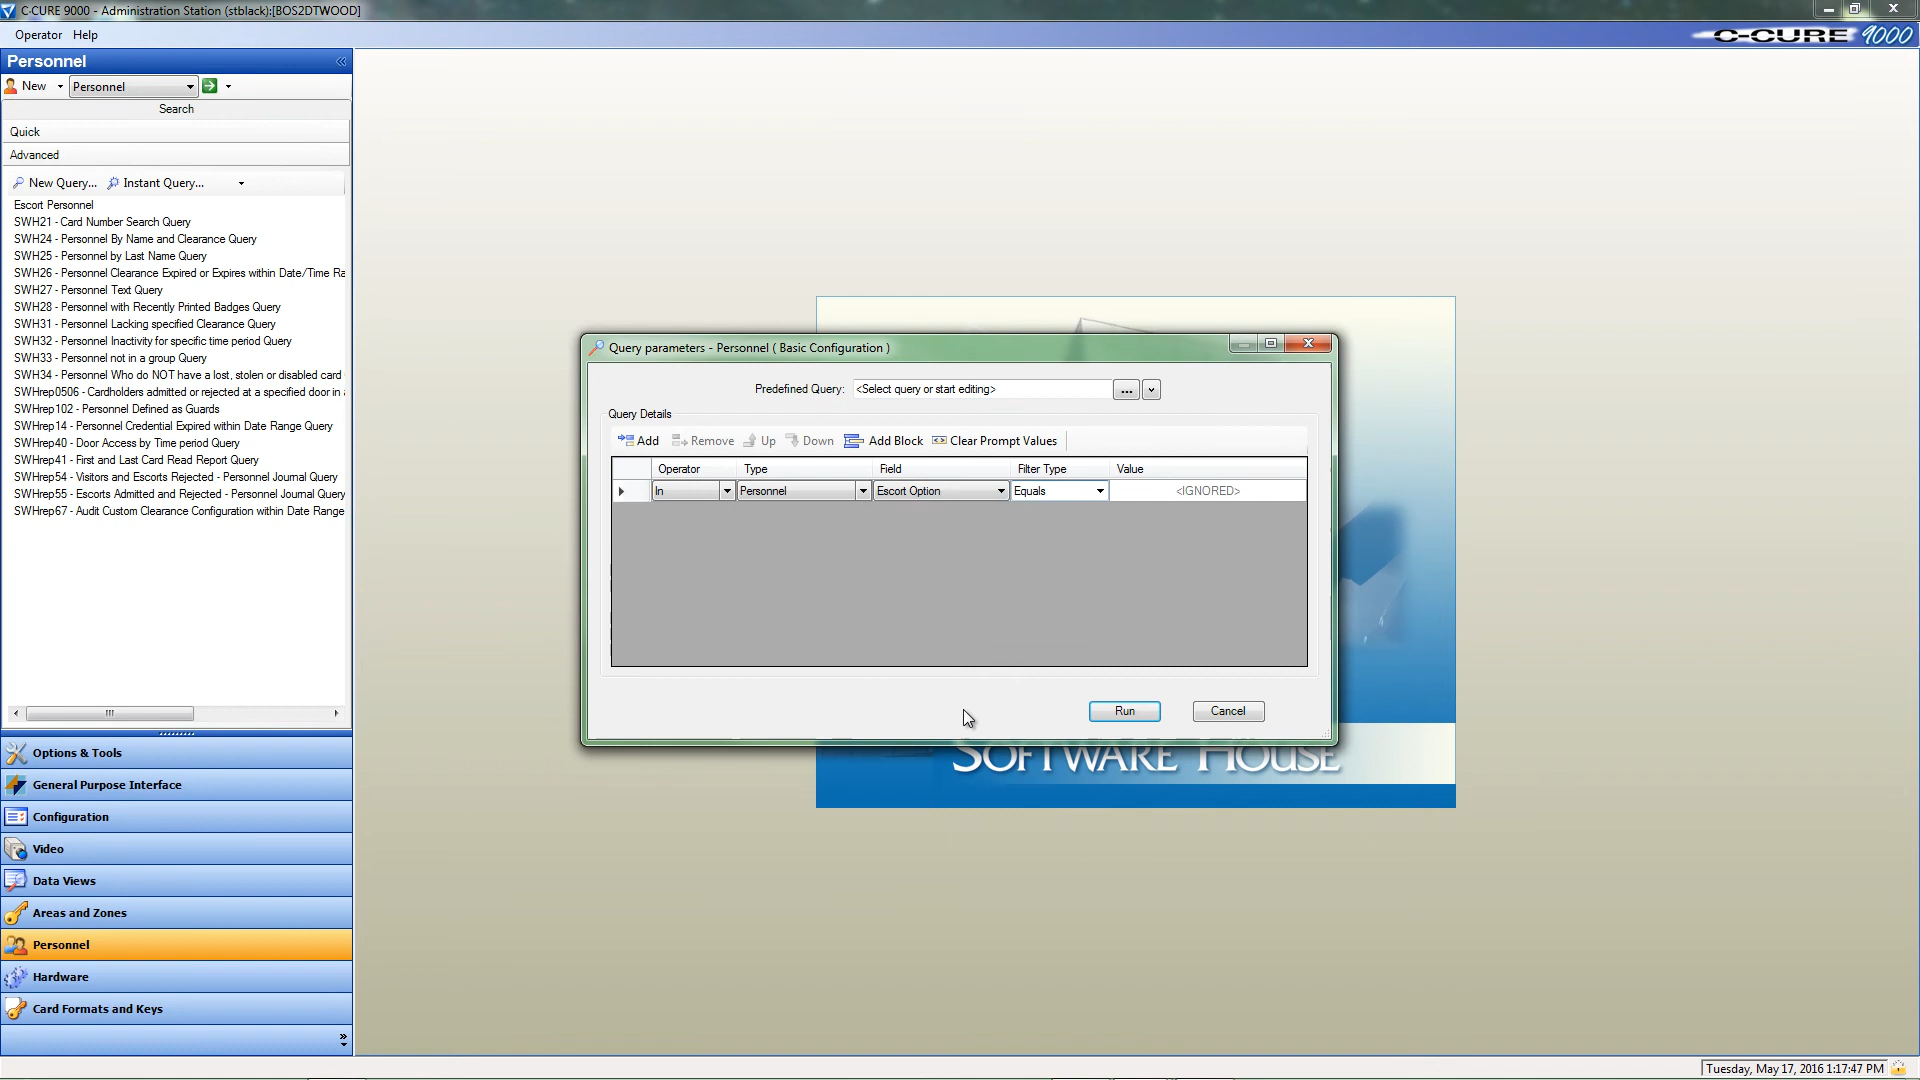 C-CURE 9000 - Administration Station (stblack):[BOS2DTWOOD]
Operator Help
C-CURE 9000
Personnel
New Personnel
Search
Quick
Advanced
New Query... Instant Query...
Escort Personnel
SWH21 - Card Number Search Query
SWH24 - Personnel By Name and Clearance Query
SWH25 - Personnel by Last Name Query
SWH26 - Personnel Clearance Expired or Expires within Date/Time Ra
SWH27 - Personnel Text Query
SWH28 - Personnel with Recently Printed Badges Query
SWH31 - Personnel Lacking specified Clearance Query
SWH32 - Personnel Inactivity for specific time period Query
SWH33 - Personnel not in a group Query
SWH34 - Personnel Who do NOT have a lost, stolen or disabled card
SWHrep0506 - Cardholders admitted or rejected at a specified door in a
SWHrep102 - Personnel Defined as Guards
SWHrep14 - Personnel Credential Expired within Date Range Query
SWHrep40 - Door Access by Time period Query
SWHrep41 - First and Last Card Read Report Query
SWHrep54 - Visitors and Escorts Rejected - Personnel Journal Query
SWHrep55 - Escorts Admitted and Rejected - Personnel Journal Query
SWHrep67 - Audit Custom Clearance Configuration within Date Range
Options & Tools
General Purpose Interface
Configuration
Video
Data Views
Areas and Zones
Personnel
Hardware
Card Formats and Keys
Query parameters - Personnel ( Basic Configuration )
Predefined Query: <Select query or start editing> ...
Query Details
Add Remove Up Down Add Block Clear Prompt Values
Operator Type Field Filter Type Value
In Personnel Escort Option Equals <IGNORED>
Run Cancel
SOFTWARE HOUSE
Tuesday, May 17, 2016 1:17:47 PM